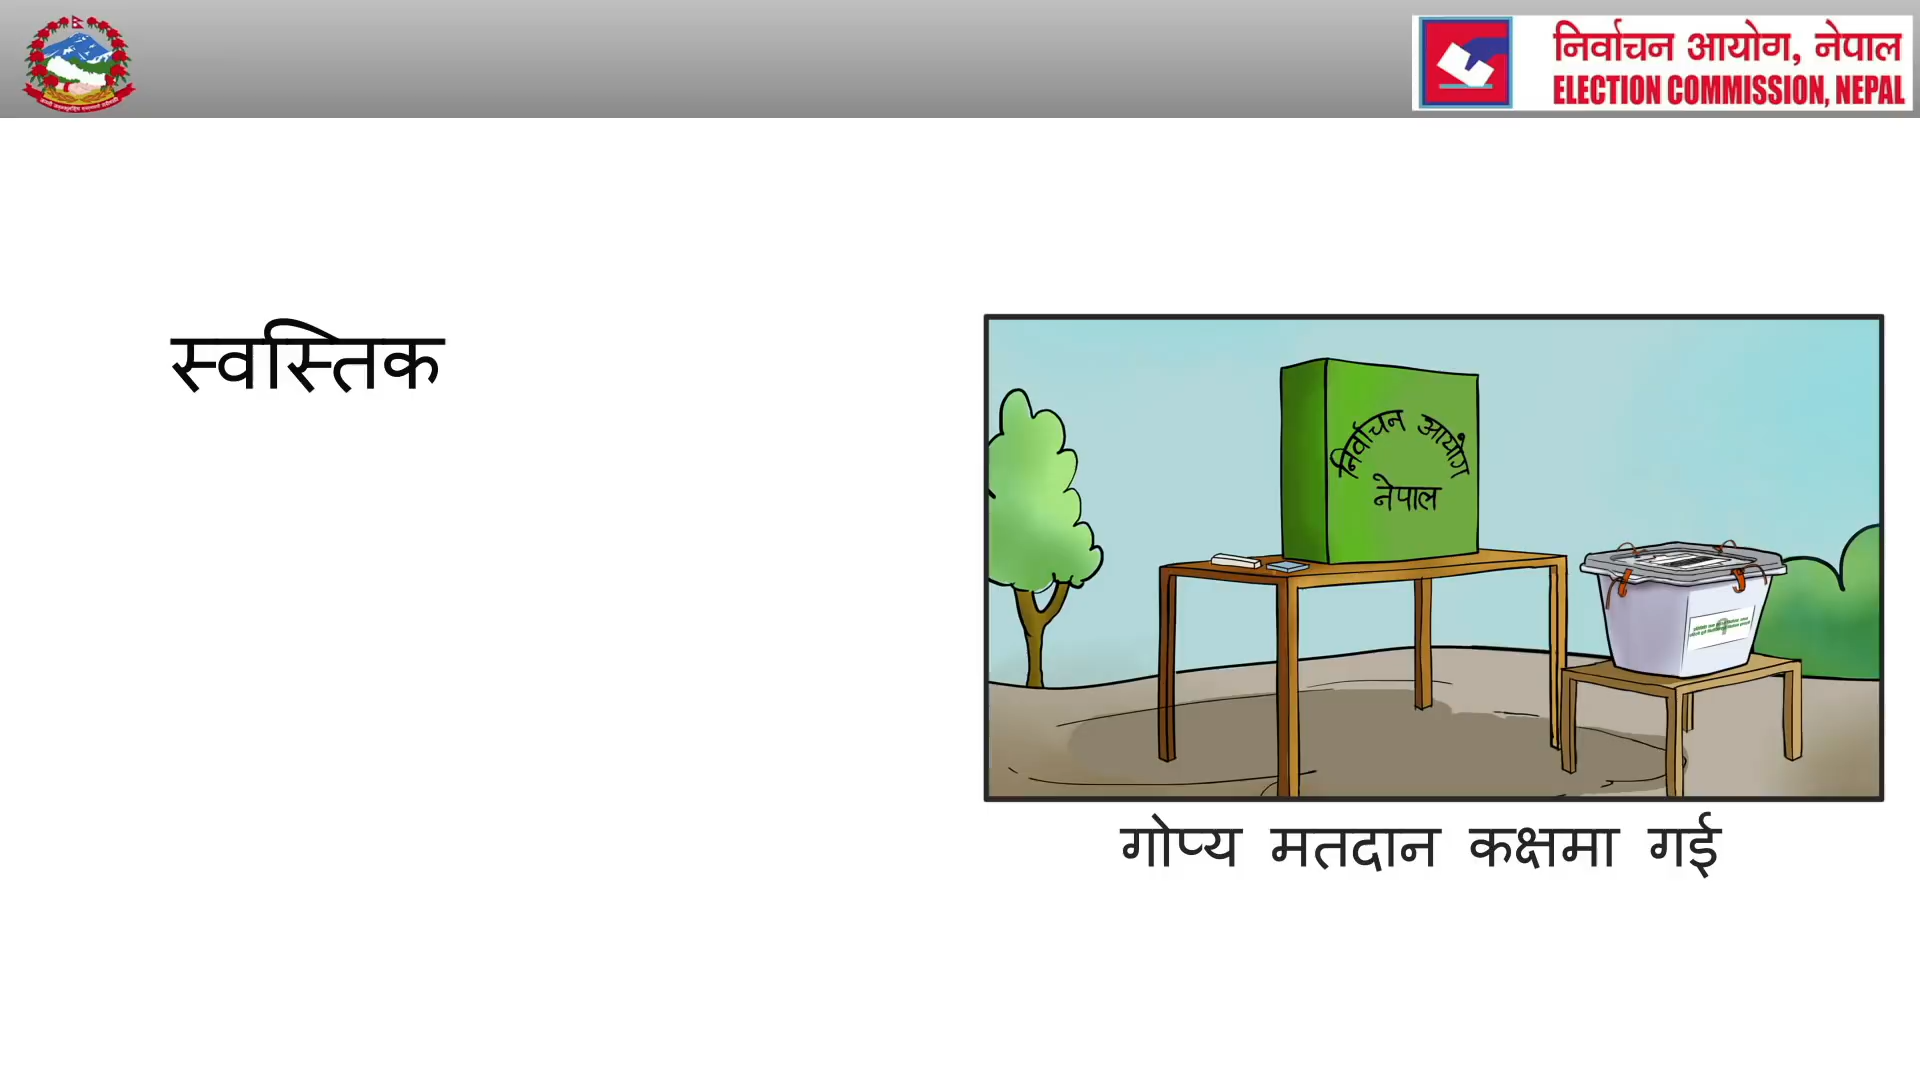 निर्वाचन आयोग, नेपाल
ELECTION COMMISSION, NEPAL
स्वस्तिक
निर्वाचन आयोग
नेपाल
गोप्य मतदान कक्षमा गई